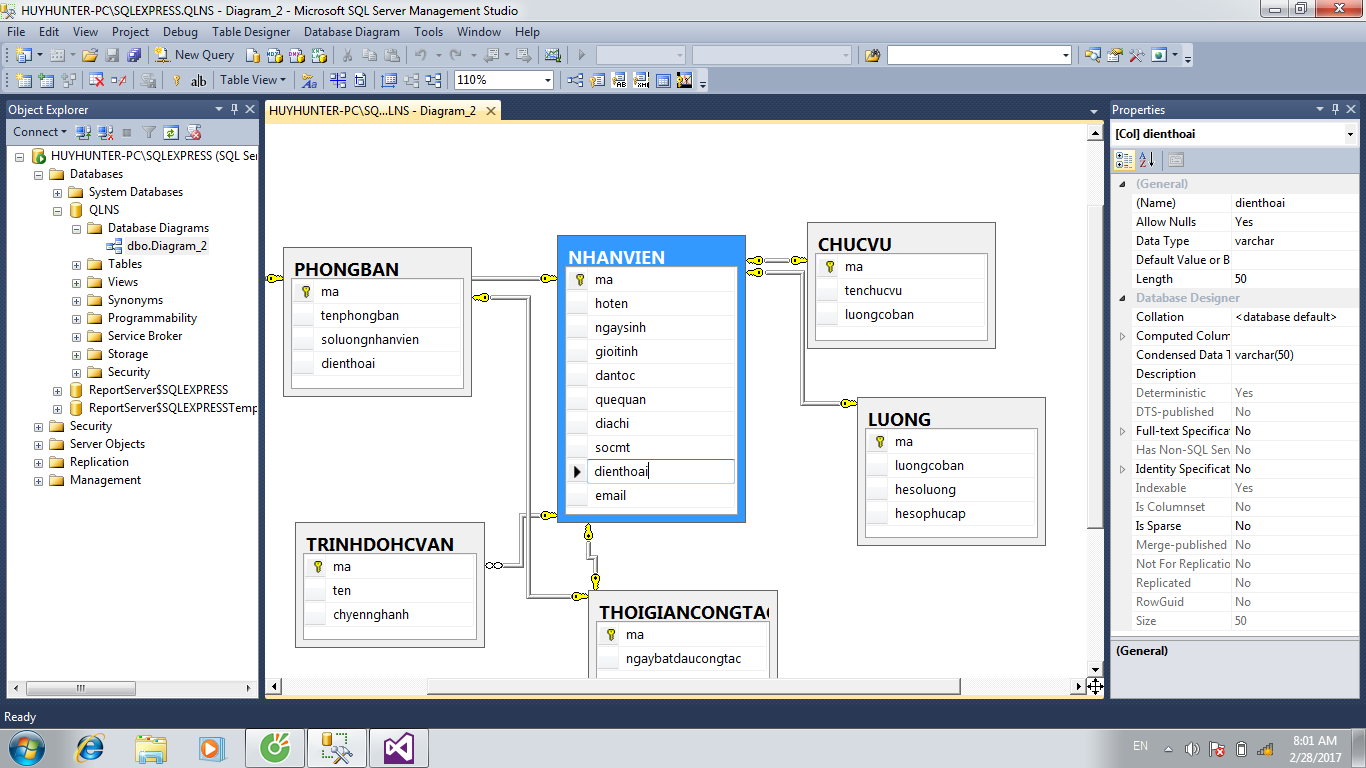 HUYHUNTER-PC\SQLEXPRESS.QLNS - Diagram_2 - Microsoft SQL Server Management Studio
File Edit View Project Debug Table Designer Database Diagram Tools Window Help
New Query
Table View 110%
Object Explorer
Connect
HUYHUNTER-PC\SQLEXPRESS (SQL Ser
Databases
System Databases
QLNS
Database Diagrams
dbo.Diagram_2
Tables
Views
Synonyms
Programmability
Service Broker
Storage
Security
ReportServer$SQLEXPRESS
ReportServer$SQLEXPRESSTemp
Security
Server Objects
Replication
Management
HUYHUNTER-PC\SQ...LNS - Diagram_2
PHONGBAN
ma
tenphongban
soluongnhanvien
dienthoai
NHANVIEN
ma
hoten
ngaysinh
gioitinh
dantoc
quequan
diachi
socmt
dienthoai
email
CHUCVU
ma
tenchucvu
luongcoban
LUONG
ma
luongcoban
hesoluong
hesophucap
TRINHDOHCVAN
ma
ten
chyennghanh
THOIGIANCONGTAC
ma
ngaybatdaucongtac
Properties
[Col] dienthoai
(General)
(Name) dienthoai
Allow Nulls Yes
Data Type varchar
Default Value or B
Length 50
Database Designer
Collation <database default>
Computed Colum
Condensed Data T varchar(50)
Description
Deterministic Yes
DTS-published No
Full-text Specificat No
Has Non-SQL Serv No
Identity Specificat No
Indexable Yes
Is Columnset No
Is Sparse No
Merge-published No
Not For Replicatio No
Replicated No
RowGuid No
Size 50
(General)
Ready
EN
8:01 AM
2/28/2017